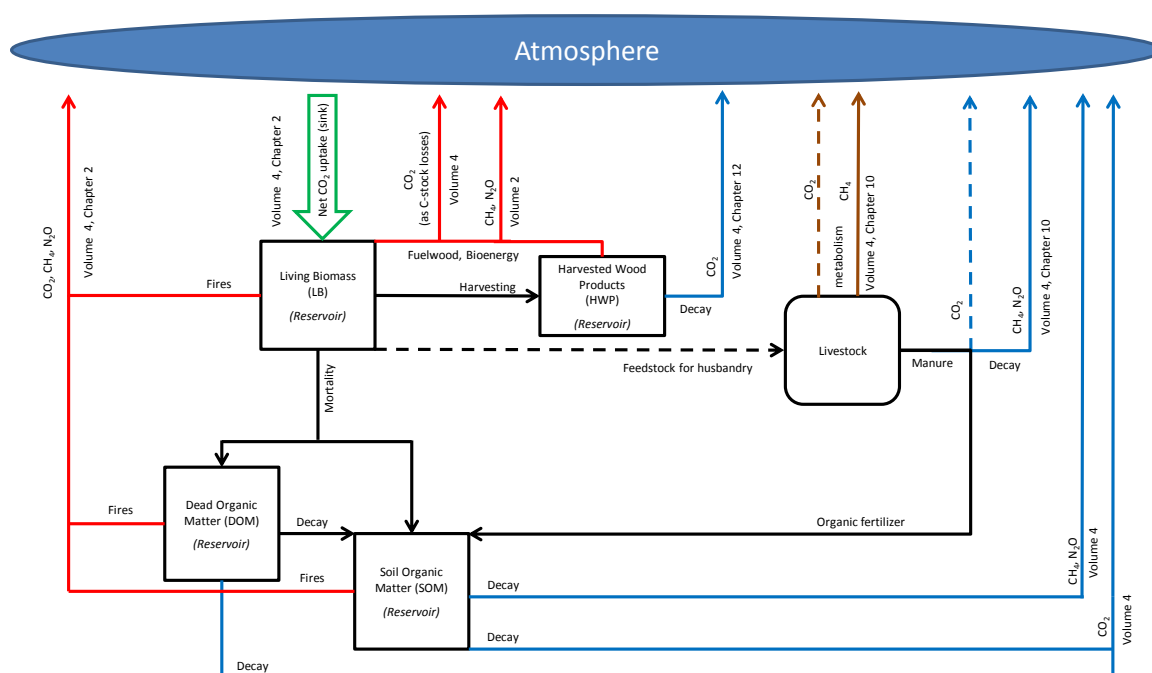 Atmosphere
CO2, CH4, N2O
Volume 4, Chapter 2
Volume 4, Chapter 2
Net CO2 uptake (sink)
CO2
(as C-stock losses)
Volume 4
CH4, N2O
Volume 2
CO2
Volume 4, Chapter 12
CO2
metabolism
CH4
Volume 4, Chapter 10
CO2
CH4, N2O
Volume 4, Chapter 10
CH4, N2O
Volume 4
CO2
Volume 4
Fires
Living Biomass
(LB)
(Reservoir)
Fuelwood, Bioenergy
Harvesting
Harvested Wood
Products
(HWP)
(Reservoir)
Decay
Feedstock for husbandry
Livestock
Manure
Decay
Mortality
Fires
Dead Organic
Matter (DOM)
(Reservoir)
Decay
Organic fertilizer
Fires
Soil Organic
Matter (SOM)
(Reservoir)
Decay
Decay
Decay